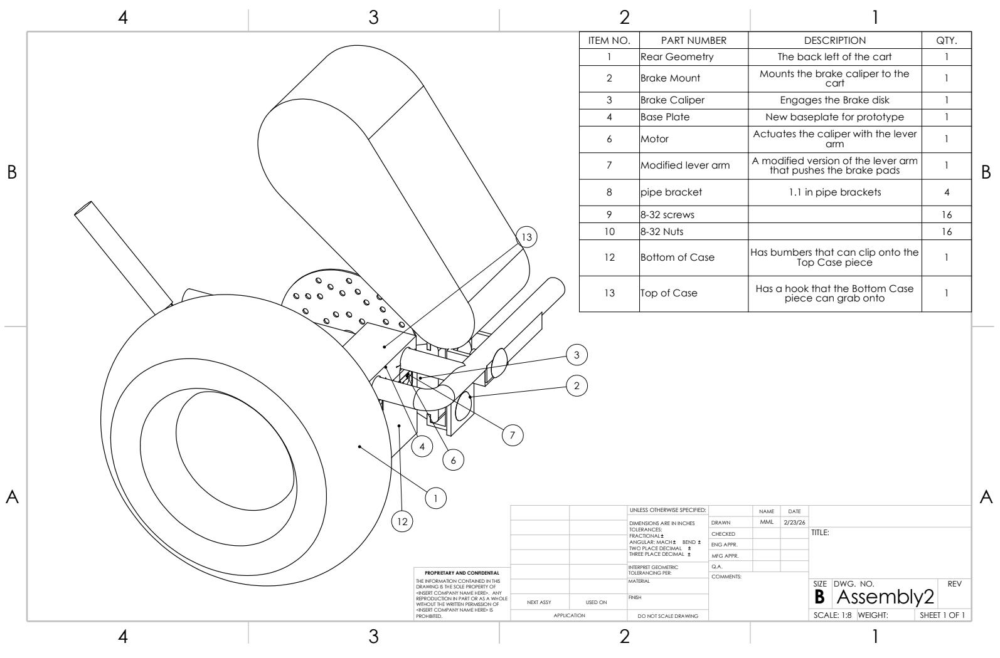 4 3 2 1
B B
A A
ITEM NO. PART NUMBER DESCRIPTION QTY.
1 Rear Geometry The back left of the cart 1
2 Brake Mount Mounts the brake caliper to the cart 1
3 Brake Caliper Engages the Brake disk 1
4 Base Plate New baseplate for prototype 1
6 Motor Actuates the caliper with the lever arm 1
7 Modified lever arm A modified version of the lever arm that pushes the brake pads 1
8 pipe bracket 1.1 in pipe brackets 4
9 8-32 screws 16
10 8-32 Nuts 16
12 Bottom of Case Has bumbers that can clip onto the Top Case piece 1
13 Top of Case Has a hook that the Bottom Case piece can grab onto 1
13
3
2
7
4
6
1
12
PROPRIETARY AND CONFIDENTIAL
THE INFORMATION CONTAINED IN THIS
DRAWING IS THE SOLE PROPERTY OF
<INSERT COMPANY NAME HERE>. ANY
REPRODUCTION IN PART OR AS A WHOLE
WITHOUT THE WRITTEN PERMISSION OF
<INSERT COMPANY NAME HERE> IS
PROHIBITED.
NEXT ASSY USED ON
APPLICATION
UNLESS OTHERWISE SPECIFIED:
DIMENSIONS ARE IN INCHES
TOLERANCES:
FRACTIONAL±
ANGULAR: MACH± BEND ±
TWO PLACE DECIMAL ±
THREE PLACE DECIMAL ±
INTERPRET GEOMETRIC
TOLERANCING PER:
MATERIAL
FINISH
DO NOT SCALE DRAWING
NAME DATE
DRAWN MML 2/23/26
CHECKED
ENG APPR.
MFG APPR.
Q.A.
COMMENTS:
TITLE:
SIZE DWG. NO. REV
B Assembly2
SCALE: 1:8 WEIGHT: SHEET 1 OF 1
4 3 2 1